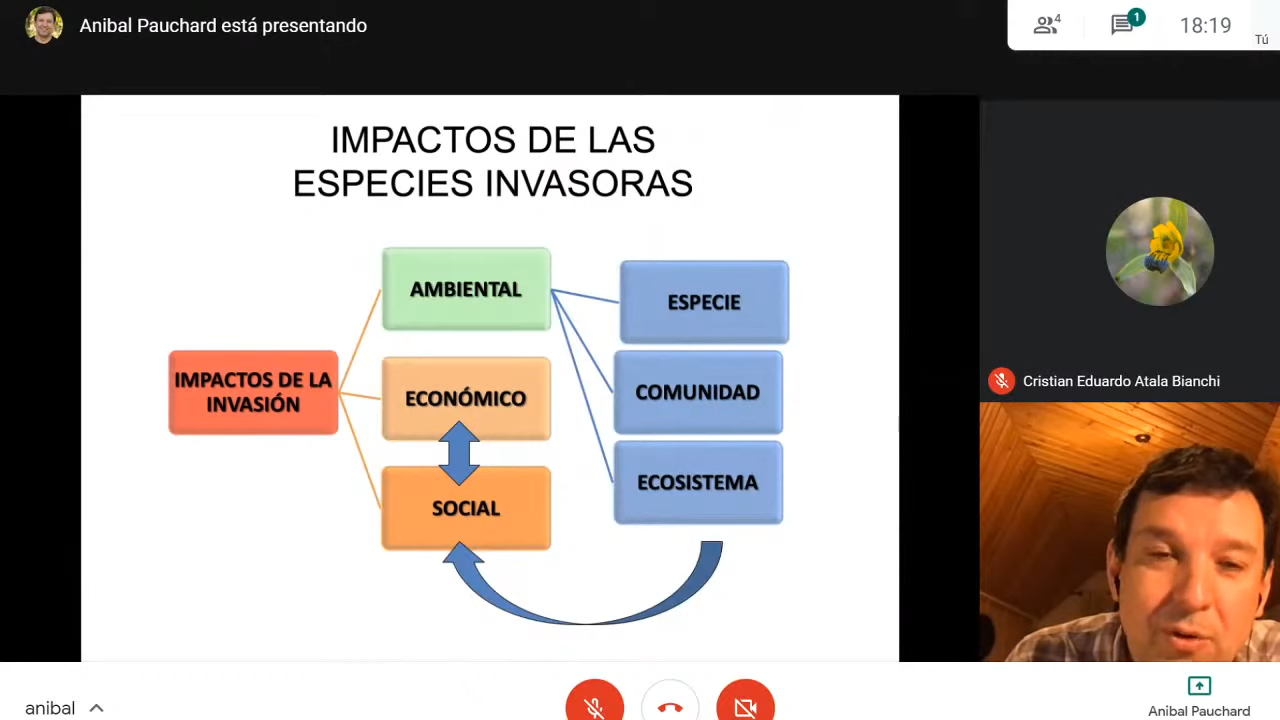 Anibal Pauchard está presentando
4
1
18:19
Tú
IMPACTOS DE LAS
ESPECIES INVASORAS
AMBIENTAL
ESPECIE
IMPACTOS DE LA
INVASIÓN
ECONÓMICO
COMUNIDAD
SOCIAL
ECOSISTEMA
Cristian Eduardo Atala Bianchi
anibal
Anibal Pauchard